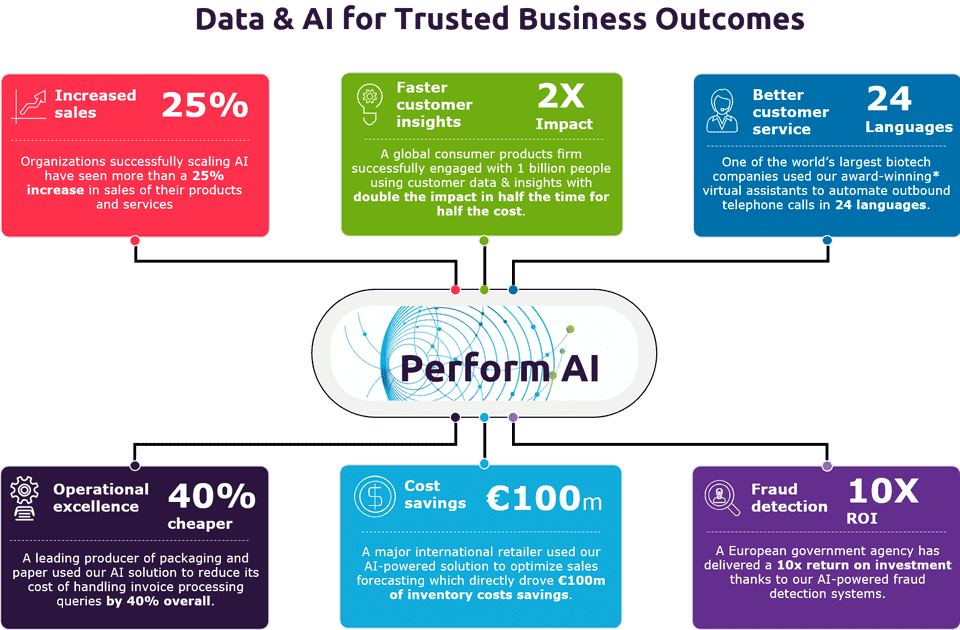 Data & AI for Trusted Business Outcomes
Increased
sales
25%
Organizations successfully scaling AI
have seen more than a 25%
increase in sales of their products
and services
Faster
customer
insights
2X
Impact
A global consumer products firm
successfully engaged with 1 billion people
using customer data & insights with
double the impact in half the time for
half the cost.
Better
customer
service
24
Languages
One of the world's largest biotech
companies used our award-winning*
virtual assistants to automate outbound
telephone calls in 24 languages.
Perform AI
Operational
excellence
40%
cheaper
A leading producer of packaging and
paper used our AI solution to reduce its
cost of handling invoice processing
queries by 40% overall.
Cost
savings
€100m
A major international retailer used our
AI-powered solution to optimize sales
forecasting which directly drove €100m
of inventory costs savings.
Fraud
detection
10X
ROI
A European government agency has
delivered a 10x return on investment
thanks to our AI-powered fraud
detection systems.